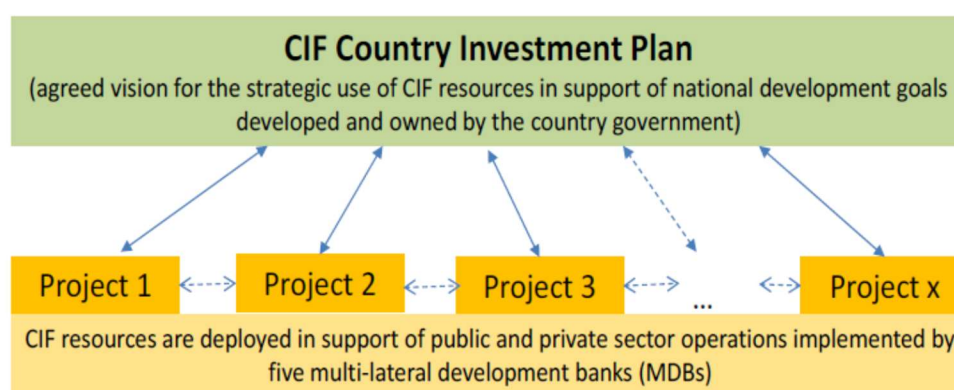 CIF Country Investment Plan
(agreed vision for the strategic use of CIF resources in support of national development goals
developed and owned by the country government)
Project 1
Project 2
Project 3
...
Project x
CIF resources are deployed in support of public and private sector operations implemented by
five multi-lateral development banks (MDBs)